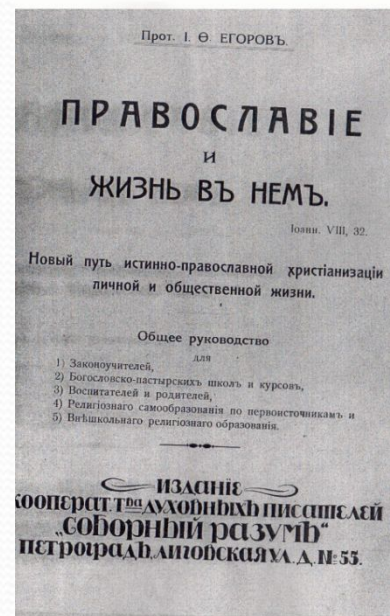 Прот. І. Ѳ. ЕГОРОВЪ.
ПРАВОСЛАВІЕ
И
ЖИЗНЬ ВЪ НЕМЪ.
Іоанн. VIII, 32.
Новый путь истинно-православной христіанизаціи
личной и общественной жизни.
Общее руководство
для
1) Законоучителей,
2) Богословско-пастырскихъ школъ и курсовъ,
3) Воспитателей и родителей,
4) Религіознаго самообразованія по первоисточникамъ и
5) Внѣшкольнаго религіознаго образованія.
ИЗДАНІЕ
КООПЕРАТ. Т-ва ДУХОВНЫХЪ ПИСАТЕЛЕЙ
„СОБОРНЫЙ РАЗУМЪ“
ПЕТРОГРАДЪ, ЛИГОВСКАЯ УЛ. Д. № 55.